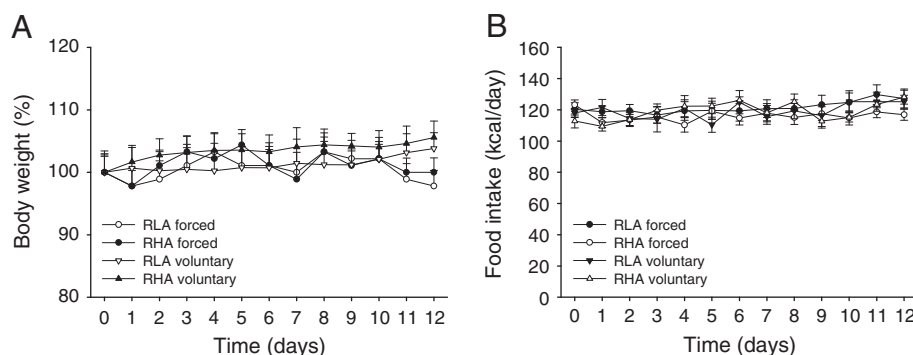 A
120
110
100
90
80
Body weight (%)
RLA forced
RHA forced
RLA voluntary
RHA voluntary
0 1 2 3 4 5 6 7 8 9 10 11 12
Time (days)
B
160
140
120
100
80
60
40
20
0
Food intake (kcal/day)
RLA forced
RHA forced
RLA voluntary
RHA voluntary
0 1 2 3 4 5 6 7 8 9 10 11 12
Time (days)